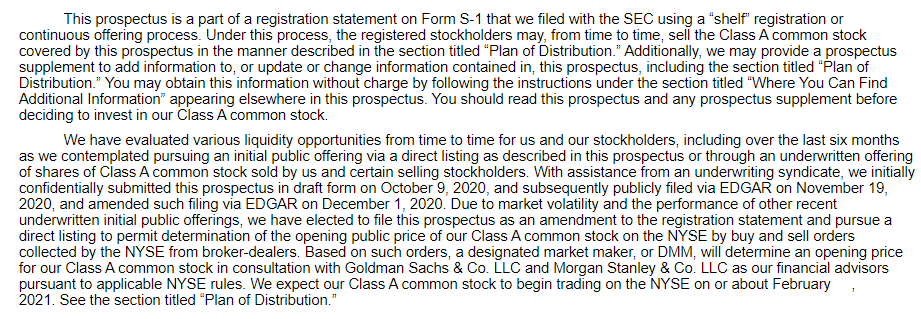 This prospectus is a part of a registration statement on Form S-1 that we filed with the SEC using a “shelf” registration or
continuous offering process. Under this process, the registered stockholders may, from time to time, sell the Class A common stock
covered by this prospectus in the manner described in the section titled “Plan of Distribution.” Additionally, we may provide a prospectus
supplement to add information to, or update or change information contained in, this prospectus, including the section titled “Plan of
Distribution.” You may obtain this information without charge by following the instructions under the section titled “Where You Can Find
Additional Information” appearing elsewhere in this prospectus. You should read this prospectus and any prospectus supplement before
deciding to invest in our Class A common stock.
We have evaluated various liquidity opportunities from time to time for us and our stockholders, including over the last six months
as we contemplated pursuing an initial public offering via a direct listing as described in this prospectus or through an underwritten offering
of shares of Class A common stock sold by us and certain selling stockholders. With assistance from an underwriting syndicate, we initially
confidentially submitted this prospectus in draft form on October 9, 2020, and subsequently publicly filed via EDGAR on November 19,
2020, and amended such filing via EDGAR on December 1, 2020. Due to market volatility and the performance of other recent
underwritten initial public offerings, we have elected to file this prospectus as an amendment to the registration statement and pursue a
direct listing to permit determination of the opening public price of our Class A common stock on the NYSE by buy and sell orders
collected by the NYSE from broker-dealers. Based on such orders, a designated market maker, or DMM, will determine an opening price
for our Class A common stock in consultation with Goldman Sachs & Co. LLC and Morgan Stanley & Co. LLC as our financial advisors
pursuant to applicable NYSE rules. We expect our Class A common stock to begin trading on the NYSE on or about February    ,
2021. See the section titled “Plan of Distribution.”